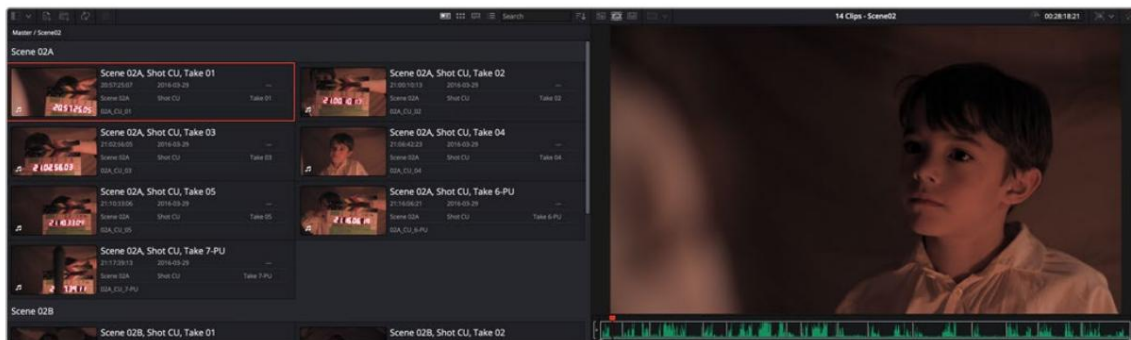 Search
14 Clips - Scene02
00:28:18:21
Master / Scene02
Scene 02A
Scene 02A, Shot CU, Take 01
20:57:25:07 2016-03-29 --
Scene 02A Shot CU Take 01
02A_CU_01
Scene 02A, Shot CU, Take 02
21:00:10:13 2016-03-29 --
Scene 02A Shot CU Take 02
02A_CU_02
Scene 02A, Shot CU, Take 03
21:02:56:05 2016-03-29 --
Scene 02A Shot CU Take 03
02A_CU_03
Scene 02A, Shot CU, Take 04
21:06:42:23 2016-03-29 --
Scene 02A Shot CU Take 04
02A_CU_04
Scene 02A, Shot CU, Take 05
21:10:33:06 2016-03-29 --
Scene 02A Shot CU Take 05
02A_CU_05
Scene 02A, Shot CU, Take 6-PU
21:16:06:21 2016-03-29 --
Scene 02A Shot CU Take 6-PU
02A_CU_6-PU
Scene 02A, Shot CU, Take 7-PU
21:17:39:13 2016-03-29 --
Scene 02A Shot CU Take 7-PU
02A_CU_7-PU
Scene 02B
Scene 02B, Shot CU, Take 01
Scene 02B, Shot CU, Take 02